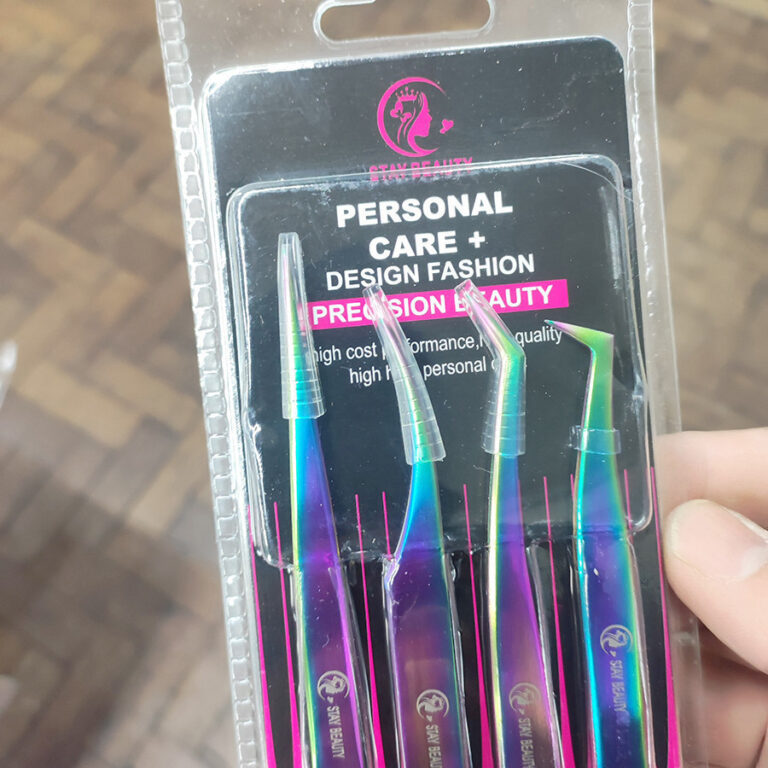 STAY BEAUTY
PERSONAL
CARE +
DESIGN FASHION
PRECISION BEAUTY
high cost performance, quality
high personal
STAY BEAUTY
STAY BEAUTY
STAY BEAUTY
STAY BEAUTY